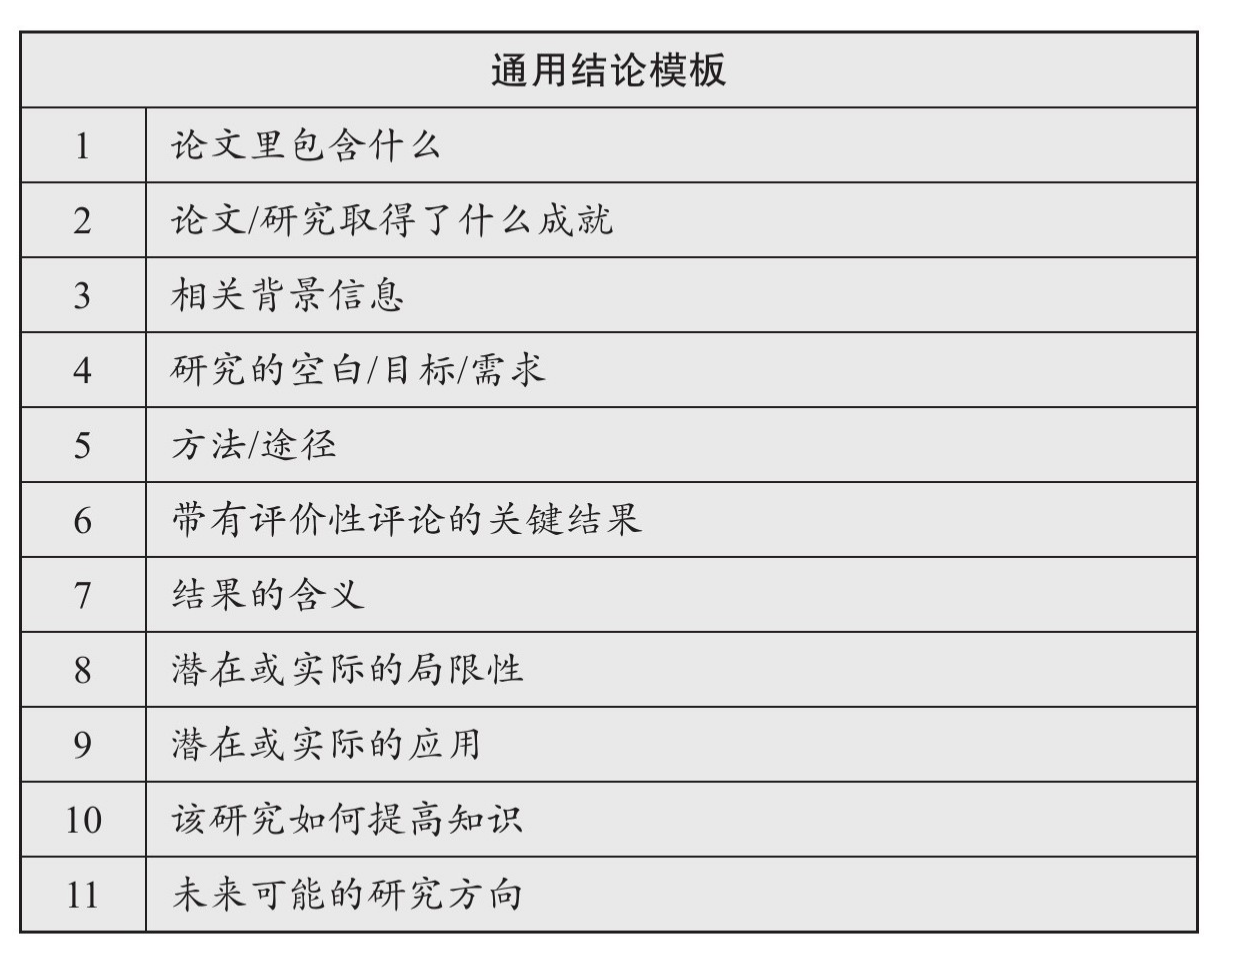 通用结论模板
1 论文里包含什么
2 论文/研究取得了什么成就
3 相关背景信息
4 研究的空白/目标/需求
5 方法/途径
6 带有评价性评论的关键结果
7 结果的含义
8 潜在或实际的局限性
9 潜在或实际的应用
10 该研究如何提高知识
11 未来可能的研究方向